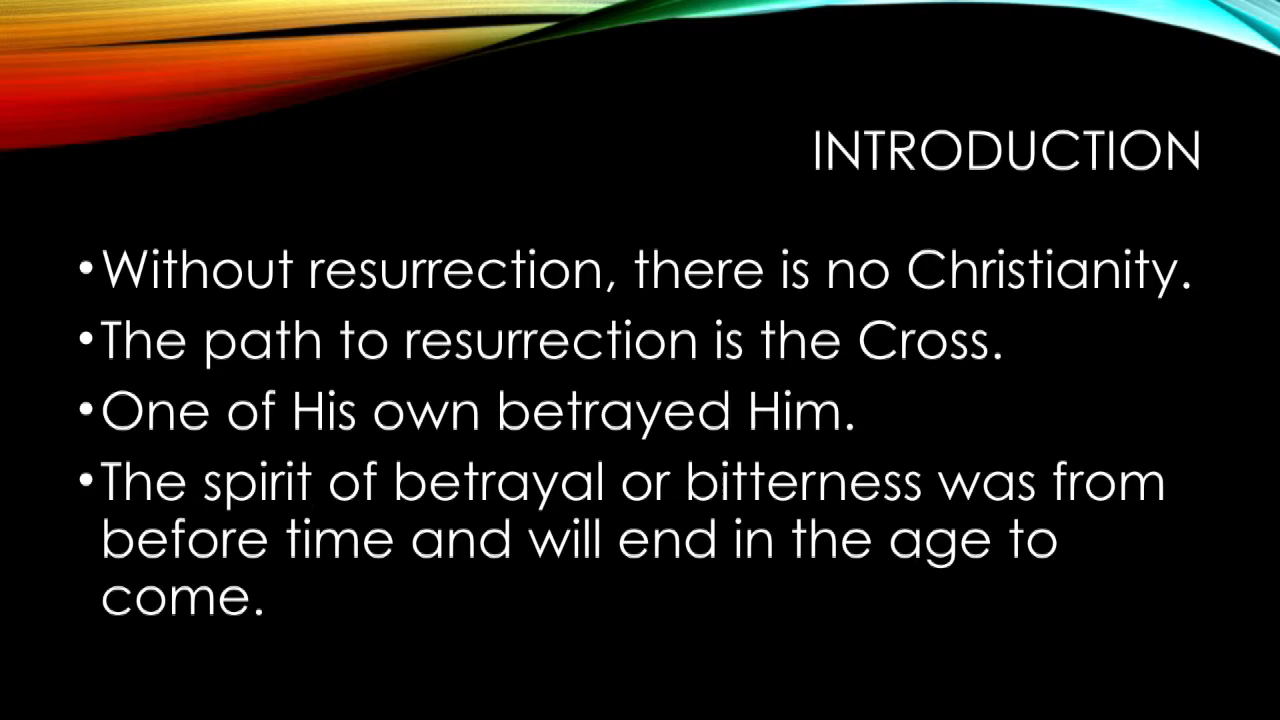 INTRODUCTION
•Without resurrection, there is no Christianity.
•The path to resurrection is the Cross.
•One of His own betrayed Him.
•The spirit of betrayal or bitterness was from
before time and will end in the age to
come.